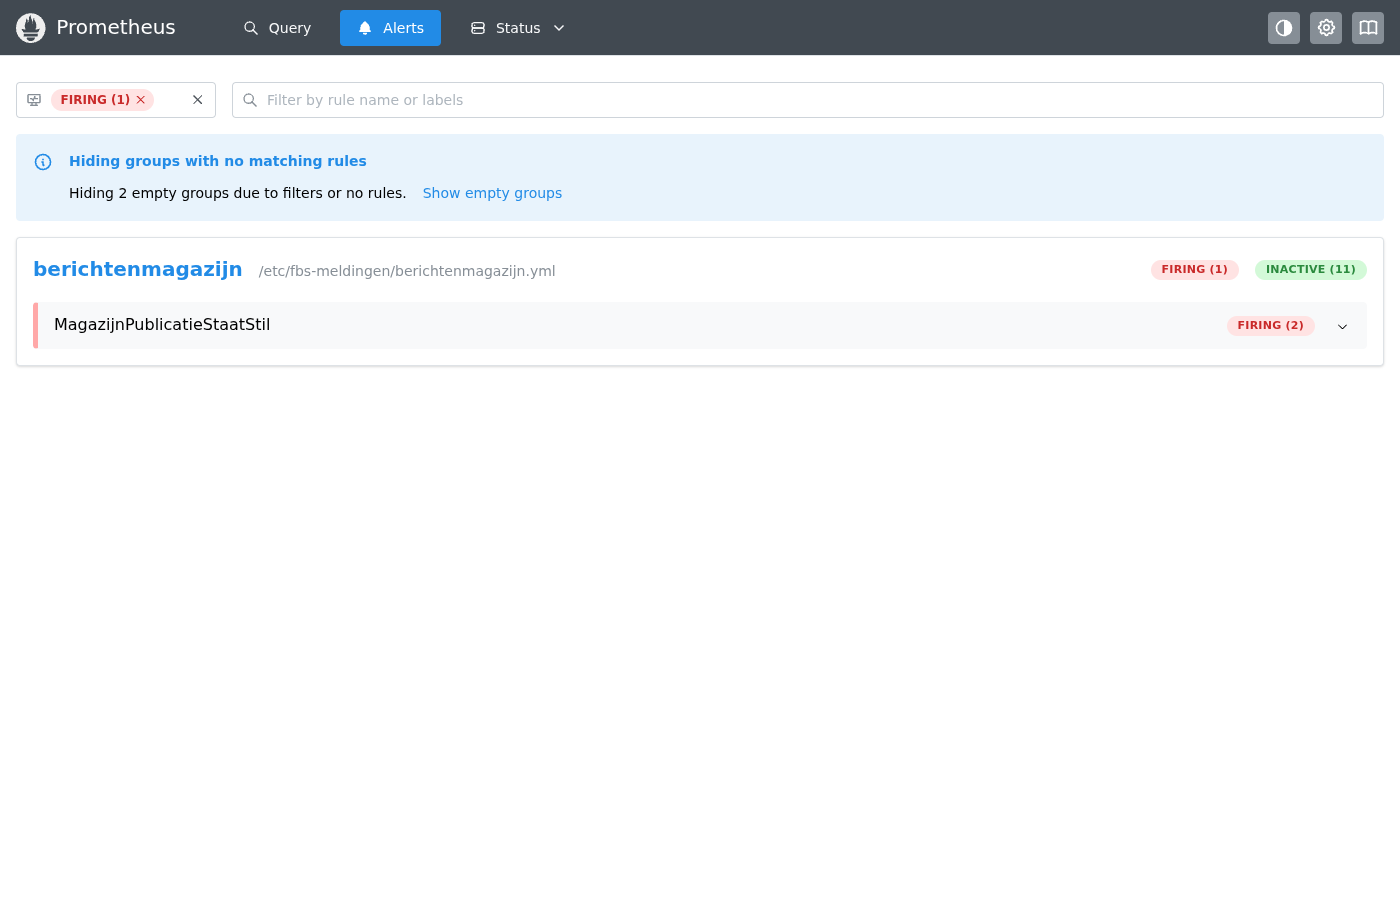 Prometheus Query Alerts Status
FIRING (1) Filter by rule name or labels
Hiding groups with no matching rules
Hiding 2 empty groups due to filters or no rules. Show empty groups
berichtenmagazijn /etc/fbs-meldingen/berichtenmagazijn.yml FIRING (1) INACTIVE (11)
MagazijnPublicatieStaatStil FIRING (2)